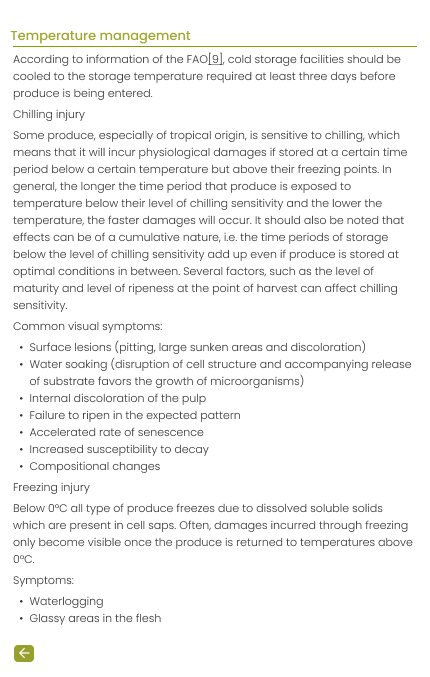 Temperature management
According to information of the FAO[9], cold storage facilities should be
cooled to the storage temperature required at least three days before
produce is being entered.
Chilling injury
Some produce, especially of tropical origin, is sensitive to chilling, which
means that it will incur physiological damages if stored at a certain time
period below a certain temperature but above their freezing points. In
general, the longer the time period that produce is exposed to
temperature below their level of chilling sensitivity and the lower the
temperature, the faster damages will occur. It should also be noted that
effects can be of a cumulative nature, i.e. the time periods of storage
below the level of chilling sensitivity add up even if produce is stored at
optimal conditions in between. Several factors, such as the level of
maturity and level of ripeness at the point of harvest can affect chilling
sensitivity.
Common visual symptoms:
• Surface lesions (pitting, large sunken areas and discoloration)
• Water soaking (disruption of cell structure and accompanying release
of substrate favors the growth of microorganisms)
• Internal discoloration of the pulp
• Failure to ripen in the expected pattern
• Accelerated rate of senescence
• Increased susceptibility to decay
• Compositional changes
Freezing injury
Below 0°C all type of produce freezes due to dissolved soluble solids
which are present in cell saps. Often, damages incurred through freezing
only become visible once the produce is returned to temperatures above
0°C.
Symptoms:
• Waterlogging
• Glassy areas in the flesh